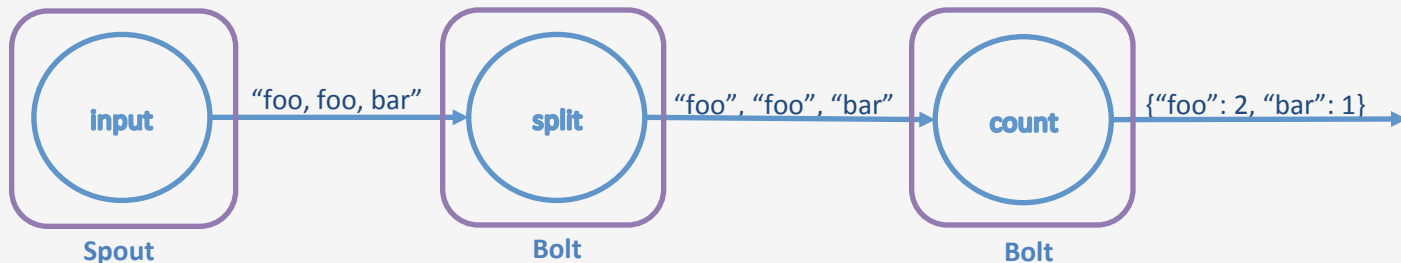 input
“foo, foo, bar”
split
“foo”, “foo”, “bar”
count
{“foo”: 2, “bar”: 1}
Spout
Bolt
Bolt